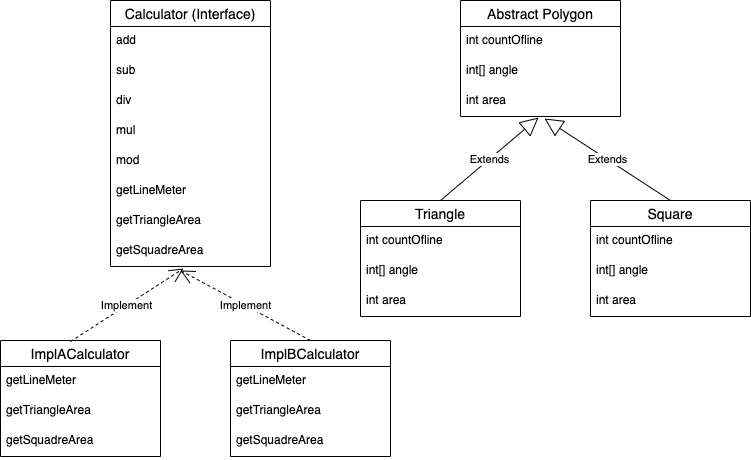 Calculator (Interface)
add
sub
div
mul
mod
getLineMeter
getTriangleArea
getSquadreArea
Abstract Polygon
int countOfline
int[] angle
int area
Extends
Extends
Triangle
int countOfline
int[] angle
int area
Square
int countOfline
int[] angle
int area
Implement
Implement
ImplACalculator
getLineMeter
getTriangleArea
getSquadreArea
ImplBCalculator
getLineMeter
getTriangleArea
getSquadreArea